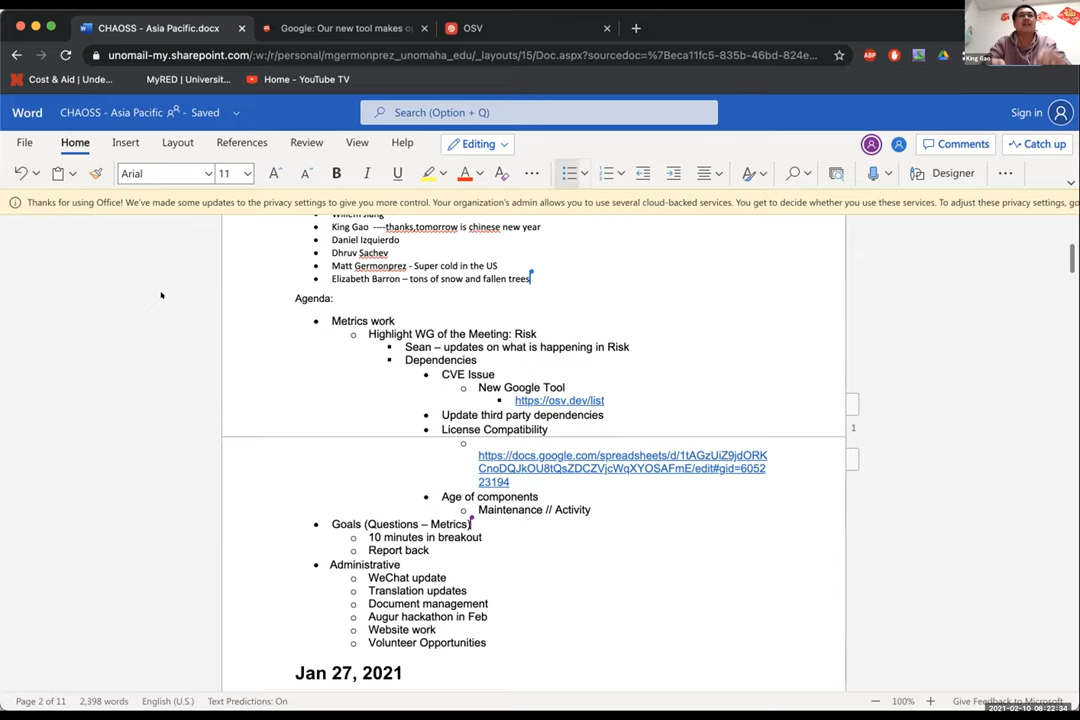 CHAOSS - Asia Pacific.docx
Google: Our new tool makes o
OSV
unomail-my.sharepoint.com/w:/r/personal/mgermonprez_unomaha_edu/_layouts/15/Doc.aspx?sourcedoc=%7Beca11fc5-835b-46bd-824e...
Cost & Aid | Unde...
MyRED | Universit...
Home - YouTube TV
King Gao
Word
CHAOSS - Asia Pacific - Saved
Search (Option + Q)
Sign in
File
Home
Insert
Layout
References
Review
View
Help
Editing
Comments
Catch up
Arial
11
Designer
Thanks for using Office! We've made some updates to the privacy settings to give you more control. Your organization's admin allows you to use several cloud-backed services. You get to decide whether you use these services. To adjust these privacy settings, go
Willem Jiang
King Gao ----thanks,tomorrow is chinese new year
Daniel Izquierdo
Dhruv Sachev
Matt Germonprez - Super cold in the US
Elizabeth Barron – tons of snow and fallen trees
Agenda:
Metrics work
Highlight WG of the Meeting: Risk
Sean – updates on what is happening in Risk
Dependencies
CVE Issue
New Google Tool
https://osv.dev/list
Update third party dependencies
License Compatibility
1
https://docs.google.com/spreadsheets/d/1tAGzUiZ9jdORK
CnoDQJkOU8tQsZDCZVjcWqXYOSAFmE/edit#gid=6052
23194
Age of components
Maintenance // Activity
Goals (Questions – Metrics)
10 minutes in breakout
Report back
Administrative
WeChat update
Translation updates
Document management
Augur hackathon in Feb
Website work
Volunteer Opportunities
Jan 27, 2021
Page 2 of 11
2,398 words
English (U.S.)
Text Predictions: On
100%
Give Feedback to Microsoft
2021-02-10 08:22:34